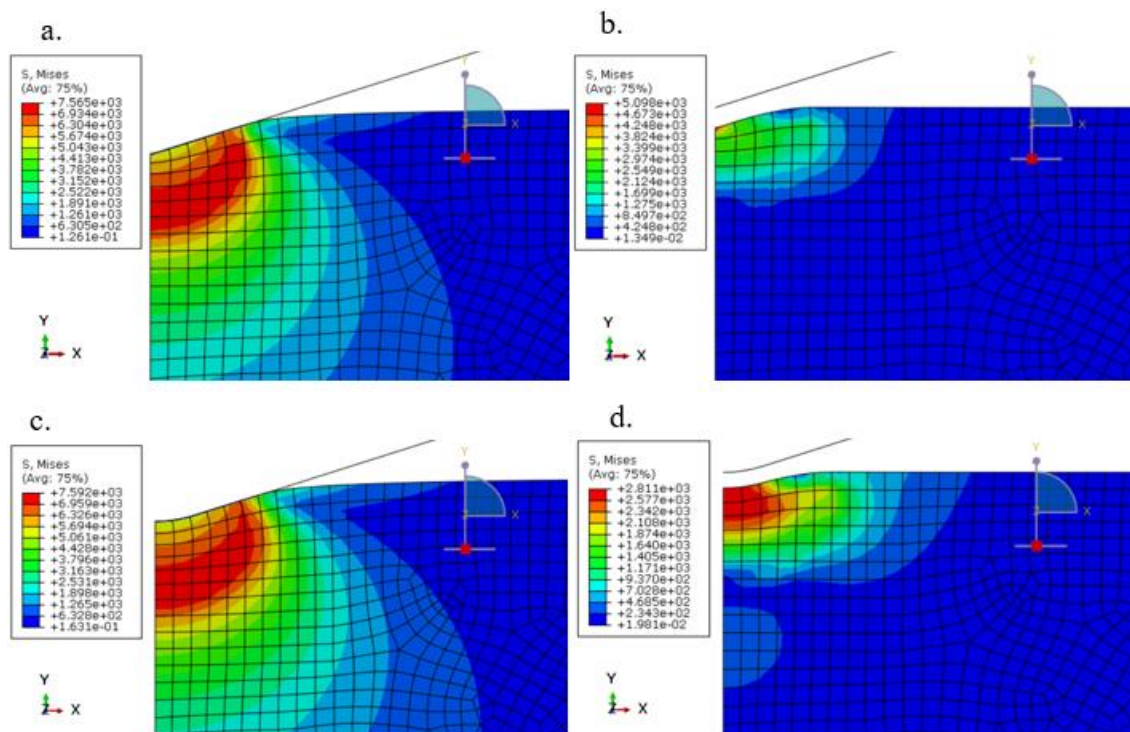 a.
S, Mises
(Avg: 75%)
+7.565e+03
+6.934e+03
+6.304e+03
+5.674e+03
+5.043e+03
+4.413e+03
+3.782e+03
+3.152e+03
+2.522e+03
+1.891e+03
+1.261e+03
+6.305e+02
+1.261e-01
Y
X
Y
Z
X
b.
S, Mises
(Avg: 75%)
+5.098e+03
+4.673e+03
+4.248e+03
+3.824e+03
+3.399e+03
+2.974e+03
+2.549e+03
+2.124e+03
+1.699e+03
+1.275e+03
+8.497e+02
+4.248e+02
+1.349e-02
Y
X
Y
Z
X
c.
S, Mises
(Avg: 75%)
+7.592e+03
+6.959e+03
+6.326e+03
+5.694e+03
+5.061e+03
+4.428e+03
+3.796e+03
+3.163e+03
+2.531e+03
+1.898e+03
+1.265e+03
+6.328e+02
+1.631e-01
Y
X
Y
Z
X
d.
S, Mises
(Avg: 75%)
+2.811e+03
+2.577e+03
+2.342e+03
+2.108e+03
+1.874e+03
+1.640e+03
+1.405e+03
+1.171e+03
+9.370e+02
+7.028e+02
+4.685e+02
+2.343e+02
+1.981e-02
Y
X
Y
Z
X